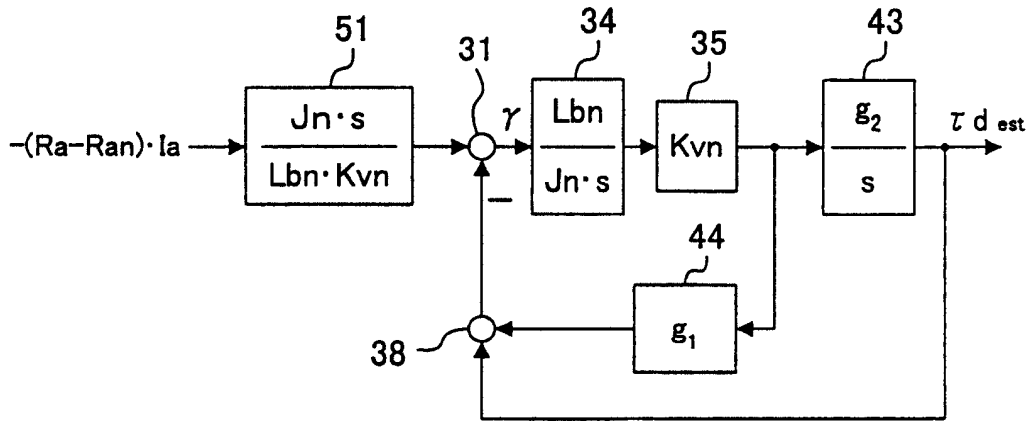 51
31
34
35
43
-(Ra-Ran)·Ia
Jn·s
Lbn·Kvn
γ
Lbn
Jn·s
Kvn
g₂
s
τ d est
−
44
g₁
38